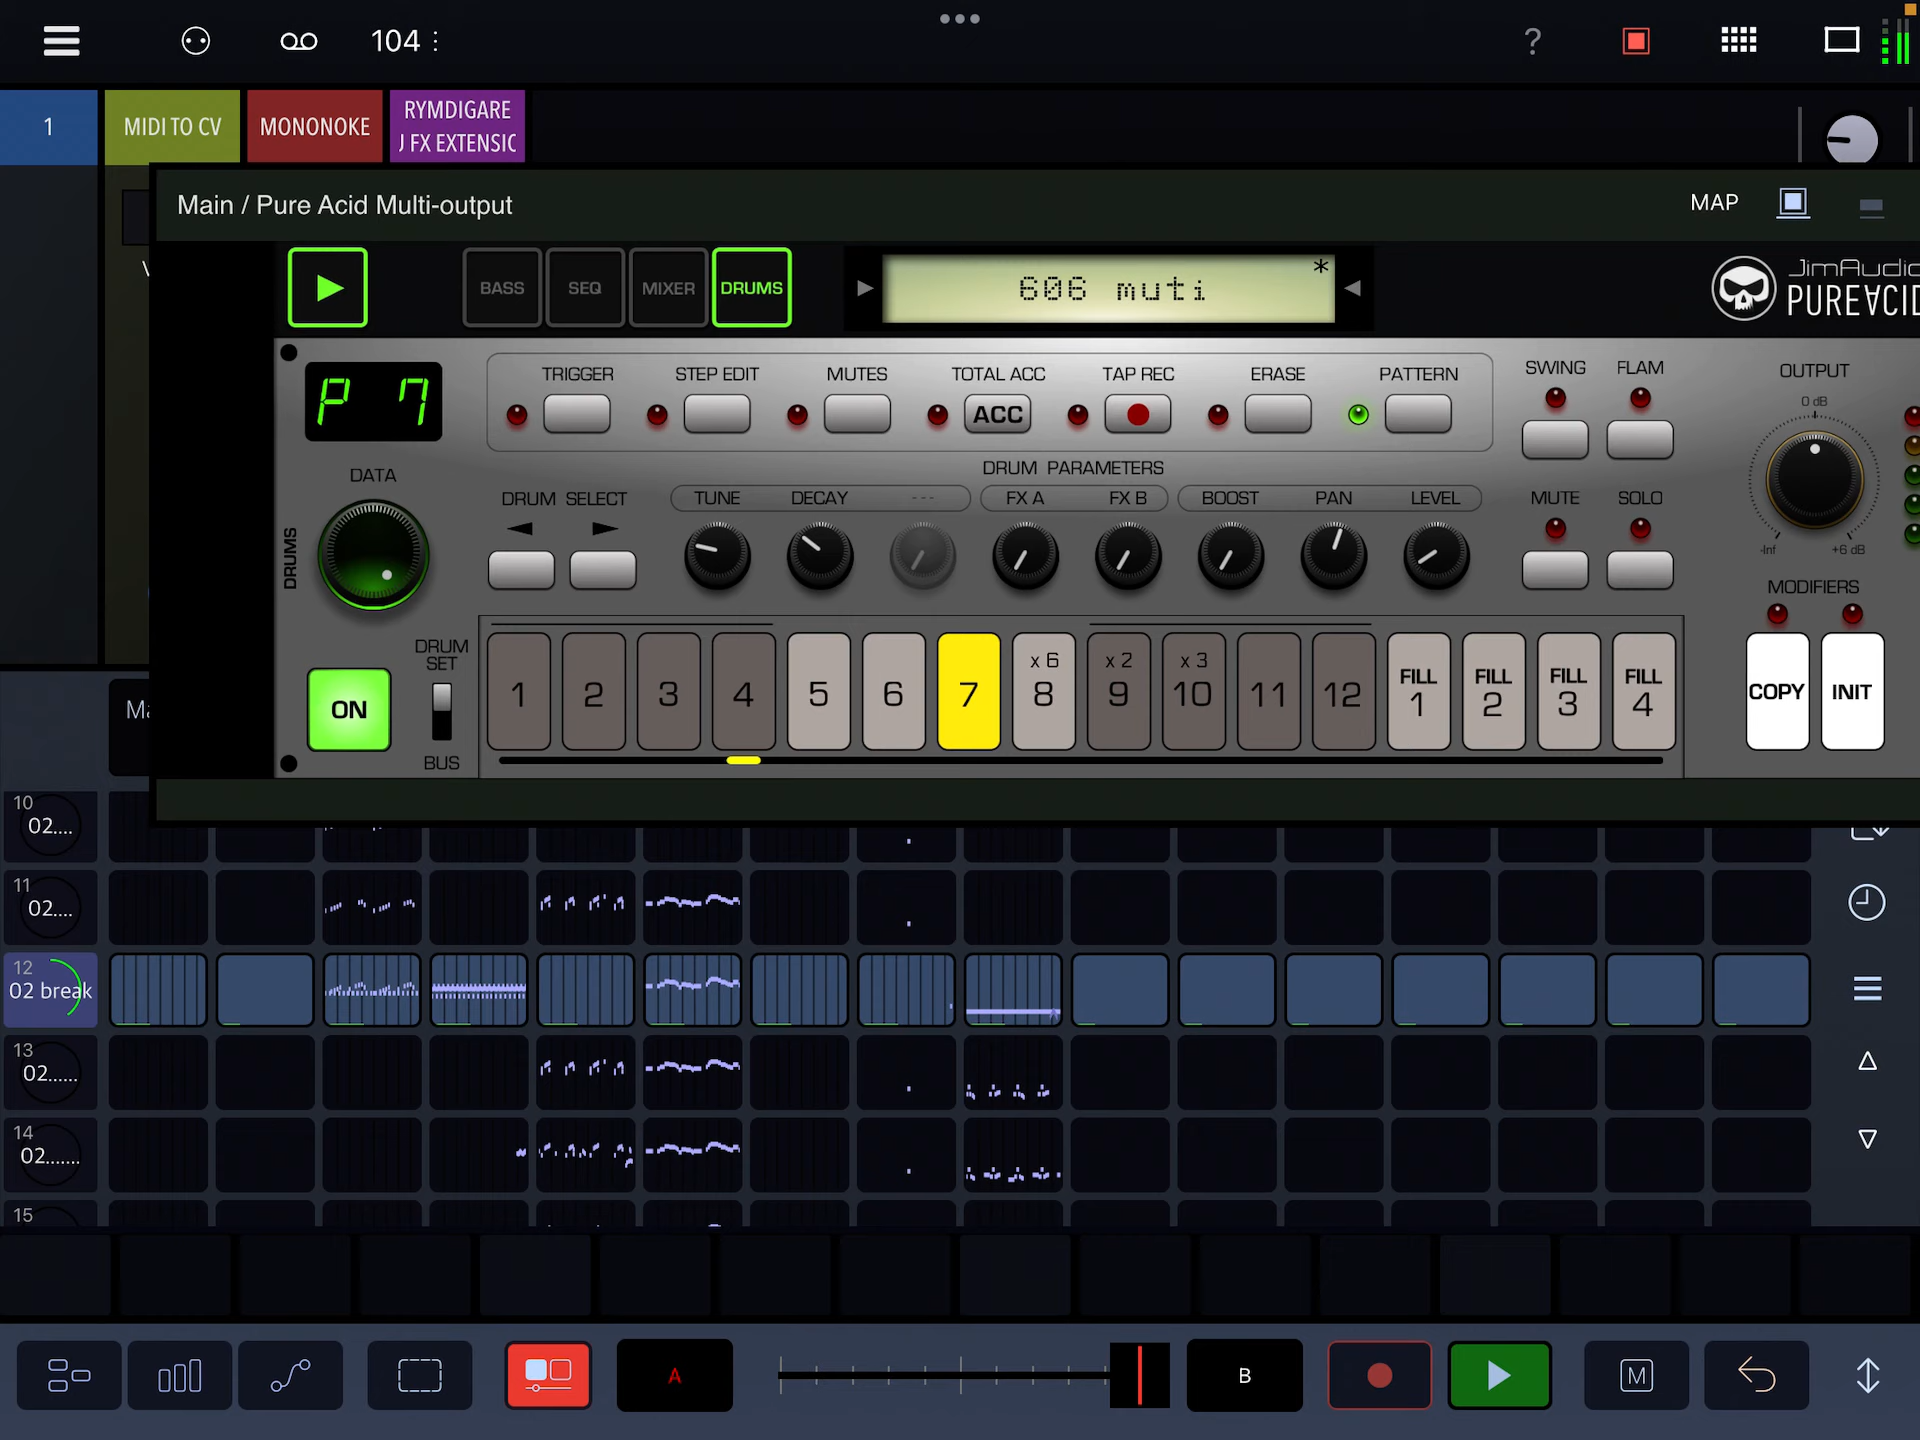 104
?
1
MIDI TO CV
MONONOKE
RYMDIGARE
J FX EXTENSIC
Main / Pure Acid Multi-output
MAP
BASS
SEQ
MIXER
DRUMS
606 muti
*
JimAudio
PUREACID
P 7
TRIGGER
STEP EDIT
MUTES
TOTAL ACC
TAP REC
ERASE
PATTERN
ACC
SWING
FLAM
OUTPUT
0 dB
-Inf
+6 dB
DATA
DRUMS
DRUM SELECT
DRUM PARAMETERS
TUNE
DECAY
---
FX A
FX B
BOOST
PAN
LEVEL
MUTE
SOLO
MODIFIERS
ON
DRUM
SET
BUS
1
2
3
4
5
6
7
x 6
8
x 2
9
x 3
10
11
12
FILL
1
FILL
2
FILL
3
FILL
4
COPY
INIT
Ma
10
02....
11
02....
12
02 break
13
02......
14
02.......
15
A
B
M